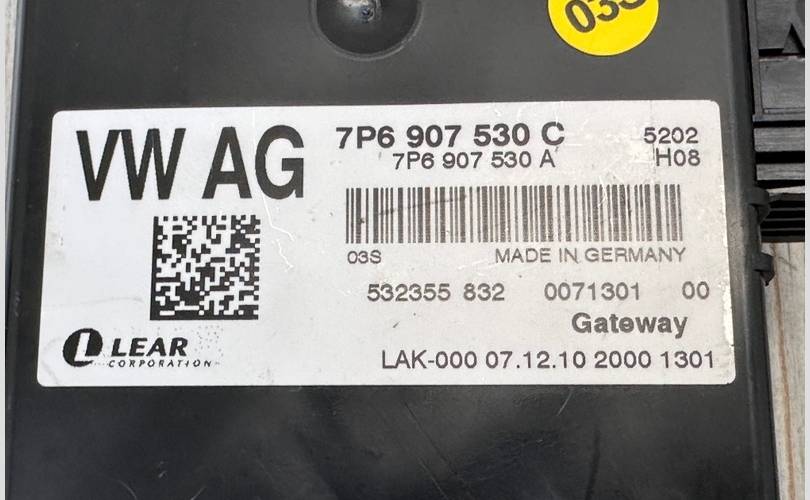 VW AG
7P6 907 530 C 5202
7P6 907 530 A H08
03S MADE IN GERMANY
532355 832 0071301 00
Gateway
LEAR
CORPORATION
LAK-000 07.12.10 2000 1301